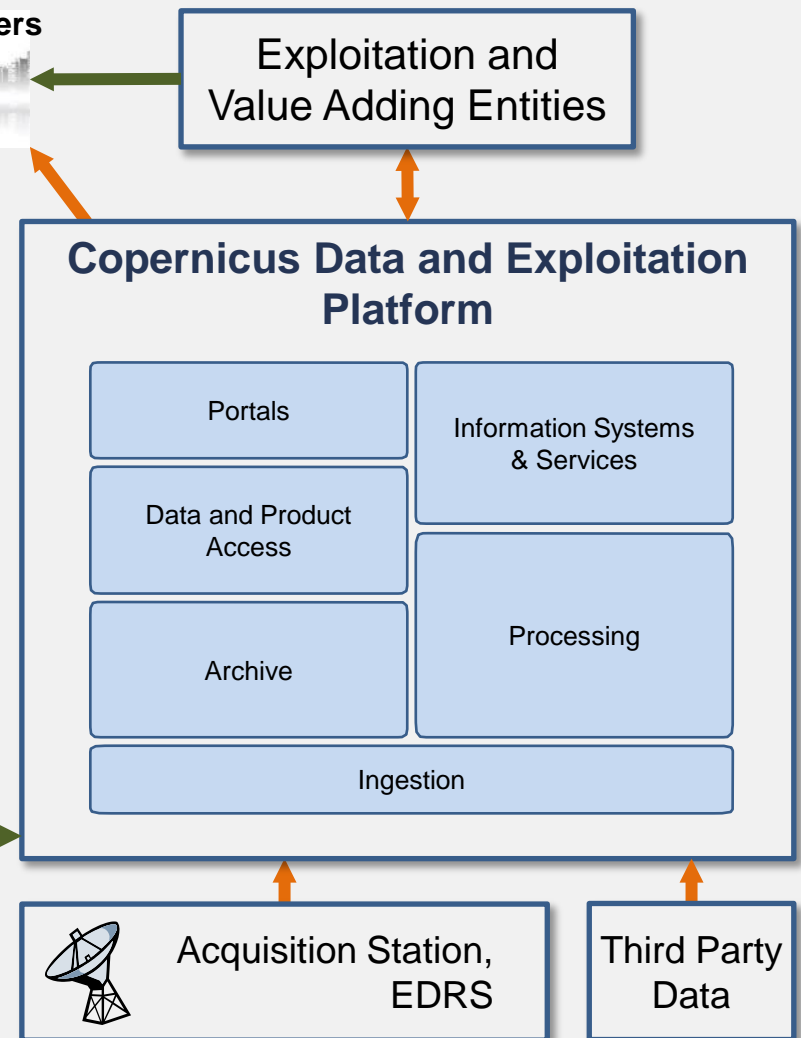 Exploitation and
Value Adding Entities
Copernicus Data and Exploitation
Platform
Portals
Information Systems
& Services
Data and Product
Access
Processing
Archive
Ingestion
Acquisition Station,
EDRS
Third Party
Data